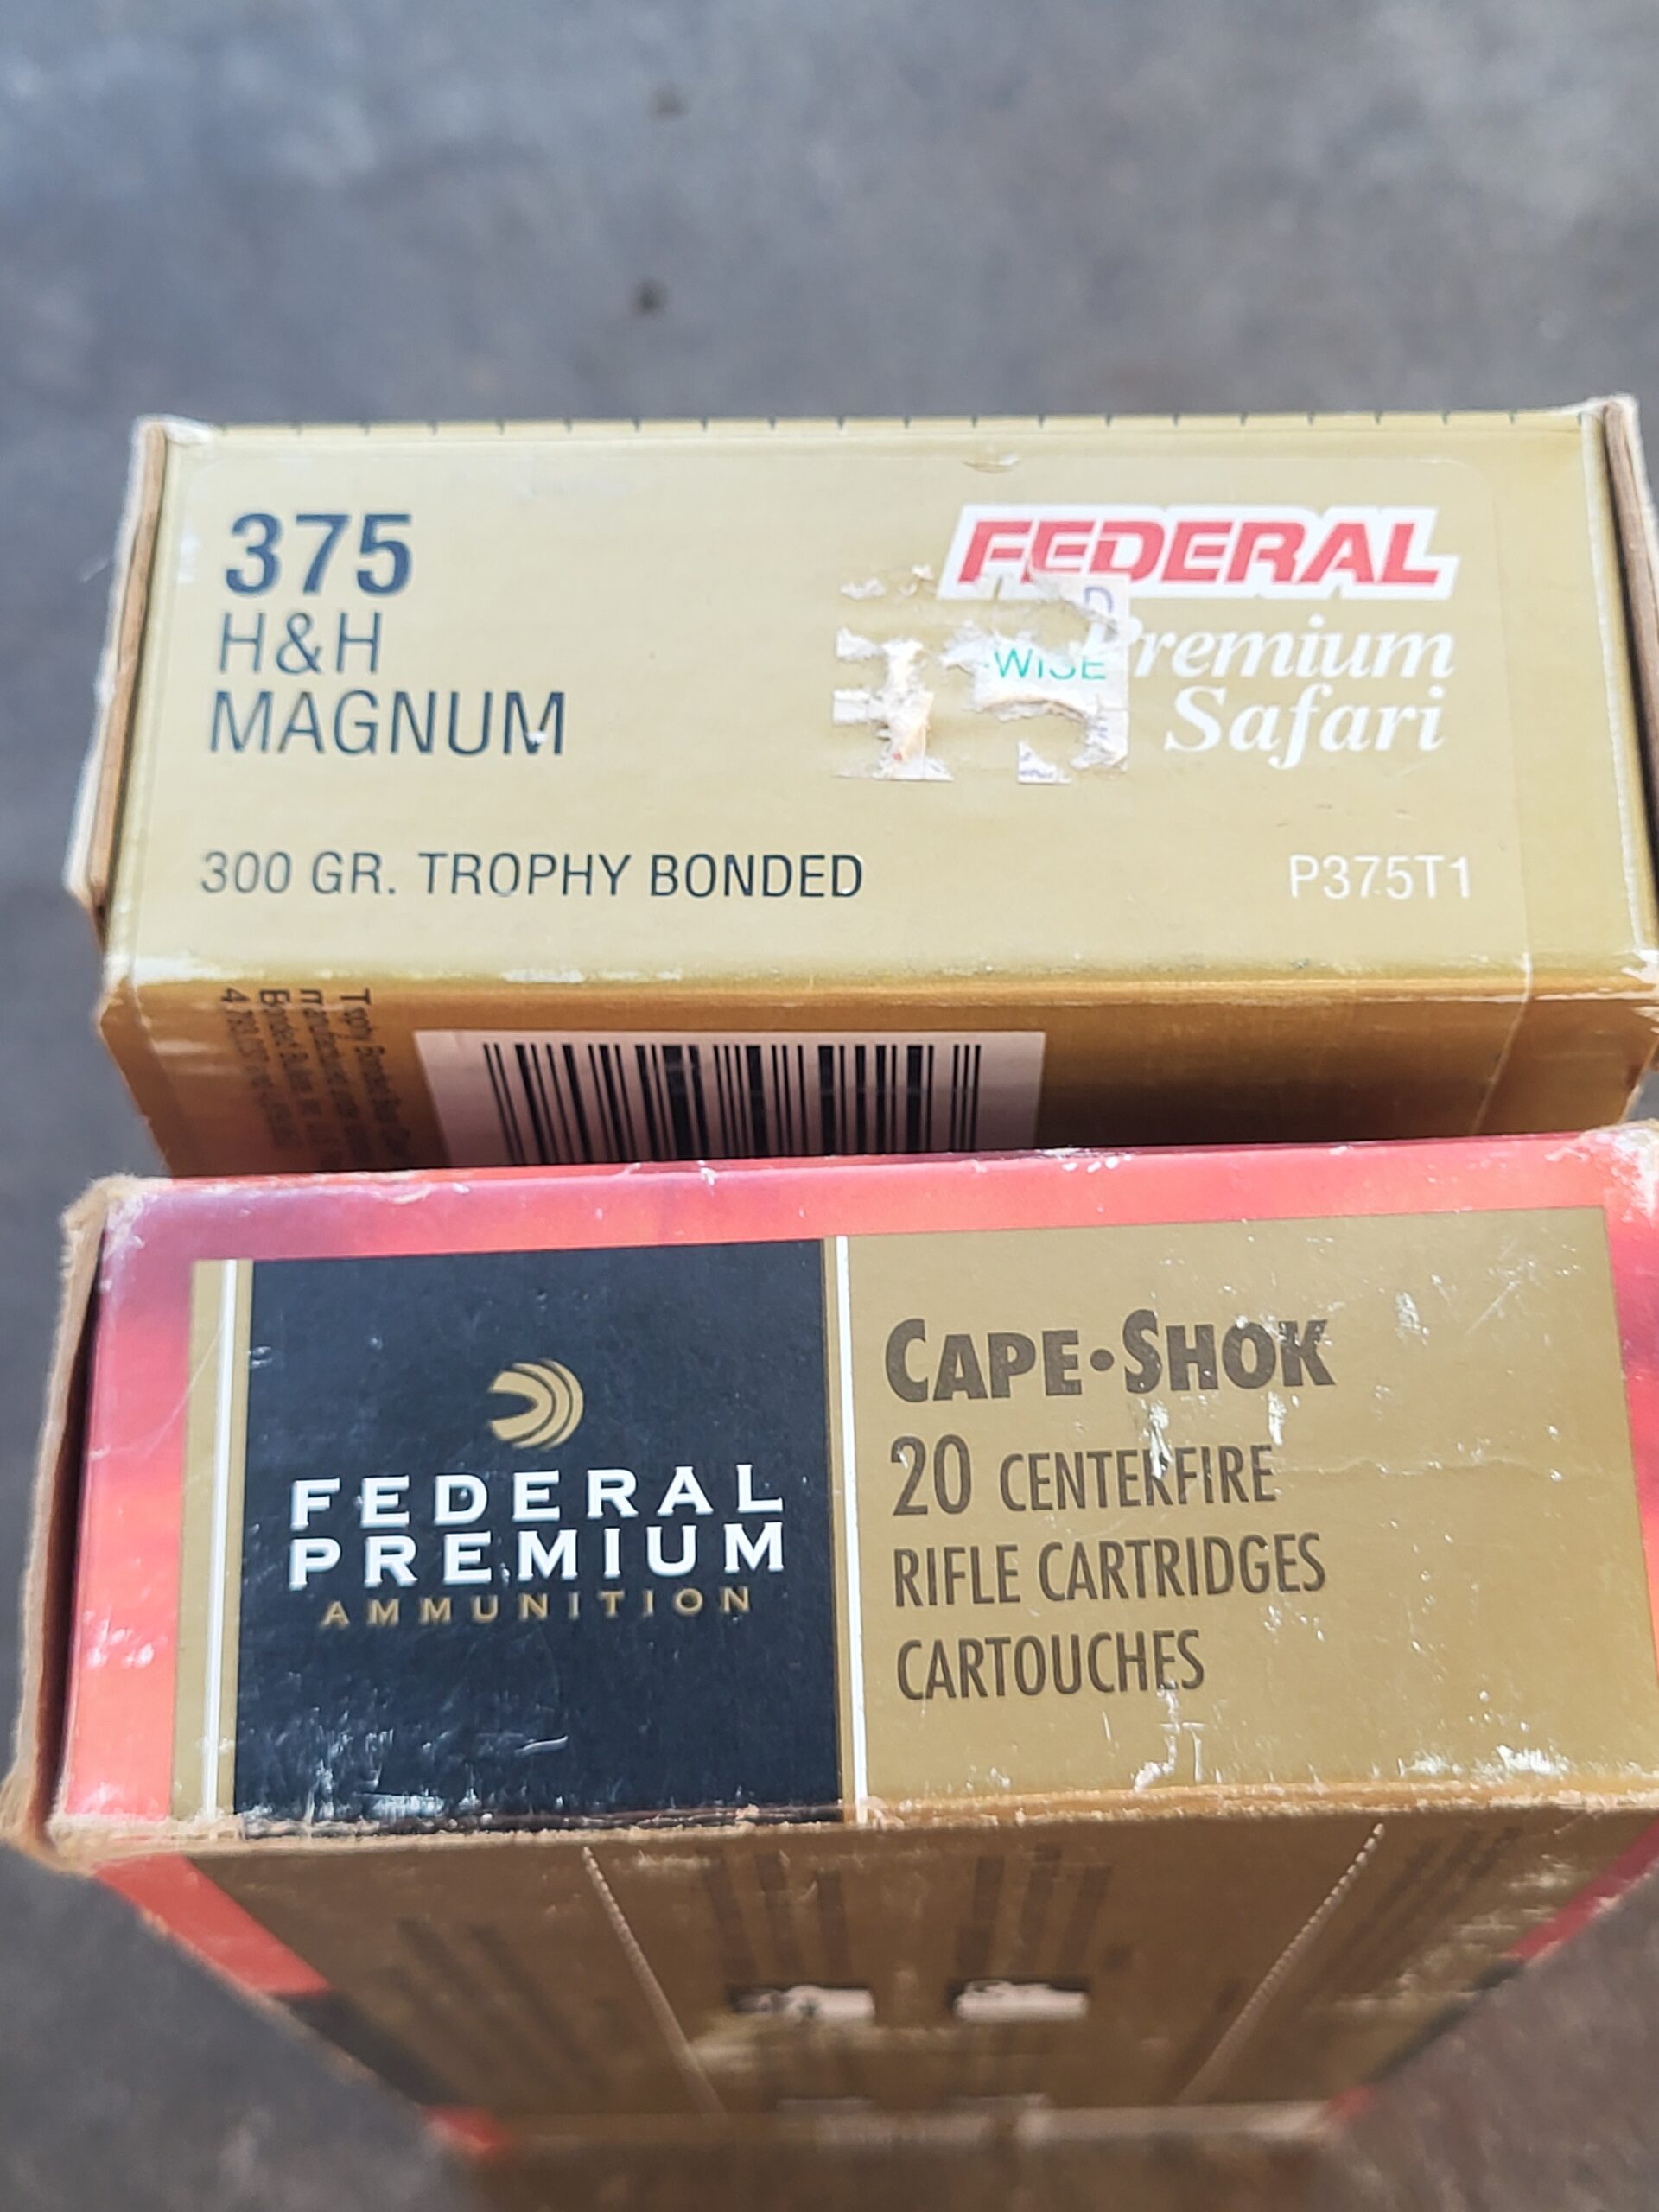 375
H&H
MAGNUM
FEDERAL
Premium
Safari
D
-WISE
300 GR. TROPHY BONDED
P375T1
CAPE•SHOK
20 CENTERFIRE
RIFLE CARTRIDGES
CARTOUCHES
FEDERAL
PREMIUM
AMMUNITION